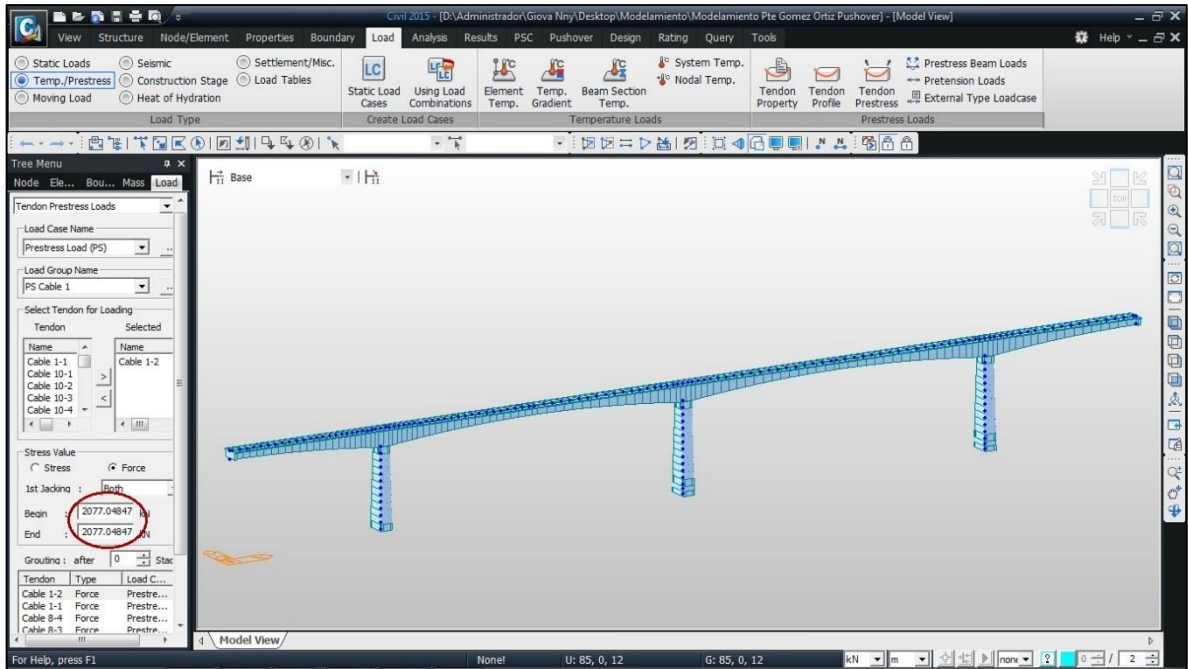 Civil 2015 - [D:\Administrador\Giova Nny\Desktop\Modelamiento\Modelamiento Pte Gomez Ortiz Pushover] - [Model View]
View Structure Node/Element Properties Boundary Load Analysis Results PSC Pushover Design Rating Query Tools Help
Static Loads Seismic Settlement/Misc.
Temp./Prestress Construction Stage Load Tables
Moving Load Heat of Hydration
Load Type
LC
Static Load Cases
Using Load Combinations
Create Load Cases
Element Temp.
Temp. Gradient
Beam Section Temp.
System Temp.
Nodal Temp.
Temperature Loads
Tendon Property
Tendon Profile
Tendon Prestress
Prestress Beam Loads
Pretension Loads
External Type Loadcase
Prestress Loads
Tree Menu
Node Ele... Bou... Mass Load
Tendon Prestress Loads
Load Case Name
Prestress Load (PS)
Load Group Name
PS Cable 1
Select Tendon for Loading
Tendon Selected
Name Name
Cable 1-1 Cable 1-2
Cable 10-1
Cable 10-2
Cable 10-3
Cable 10-4
Stress Value
Stress Force
1st Jacking : Both
Begin : 2077.04847 kN
End : 2077.04847 kN
Grouting : after 0 Stag
Tendon Type Load C...
Cable 1-2 Force Prestre...
Cable 1-1 Force Prestre...
Cable 8-4 Force Prestre...
Cable 8-3 Force Prestre...
Base
TOP
Model View
For Help, press F1 None! U: 85, 0, 12 G: 85, 0, 12 kN m non 0 / 2